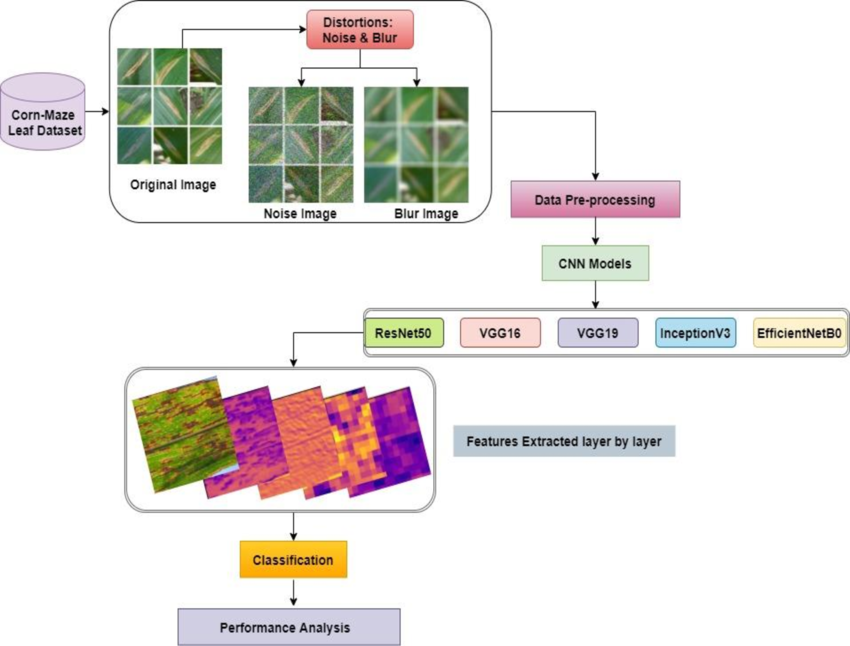 Distortions:
Noise & Blur
Corn-Maze
Leaf Dataset
Original Image
Noise Image
Blur Image
Data Pre-processing
CNN Models
ResNet50
VGG16
VGG19
InceptionV3
EfficientNetB0
Features Extracted layer by layer
Classification
Performance Analysis